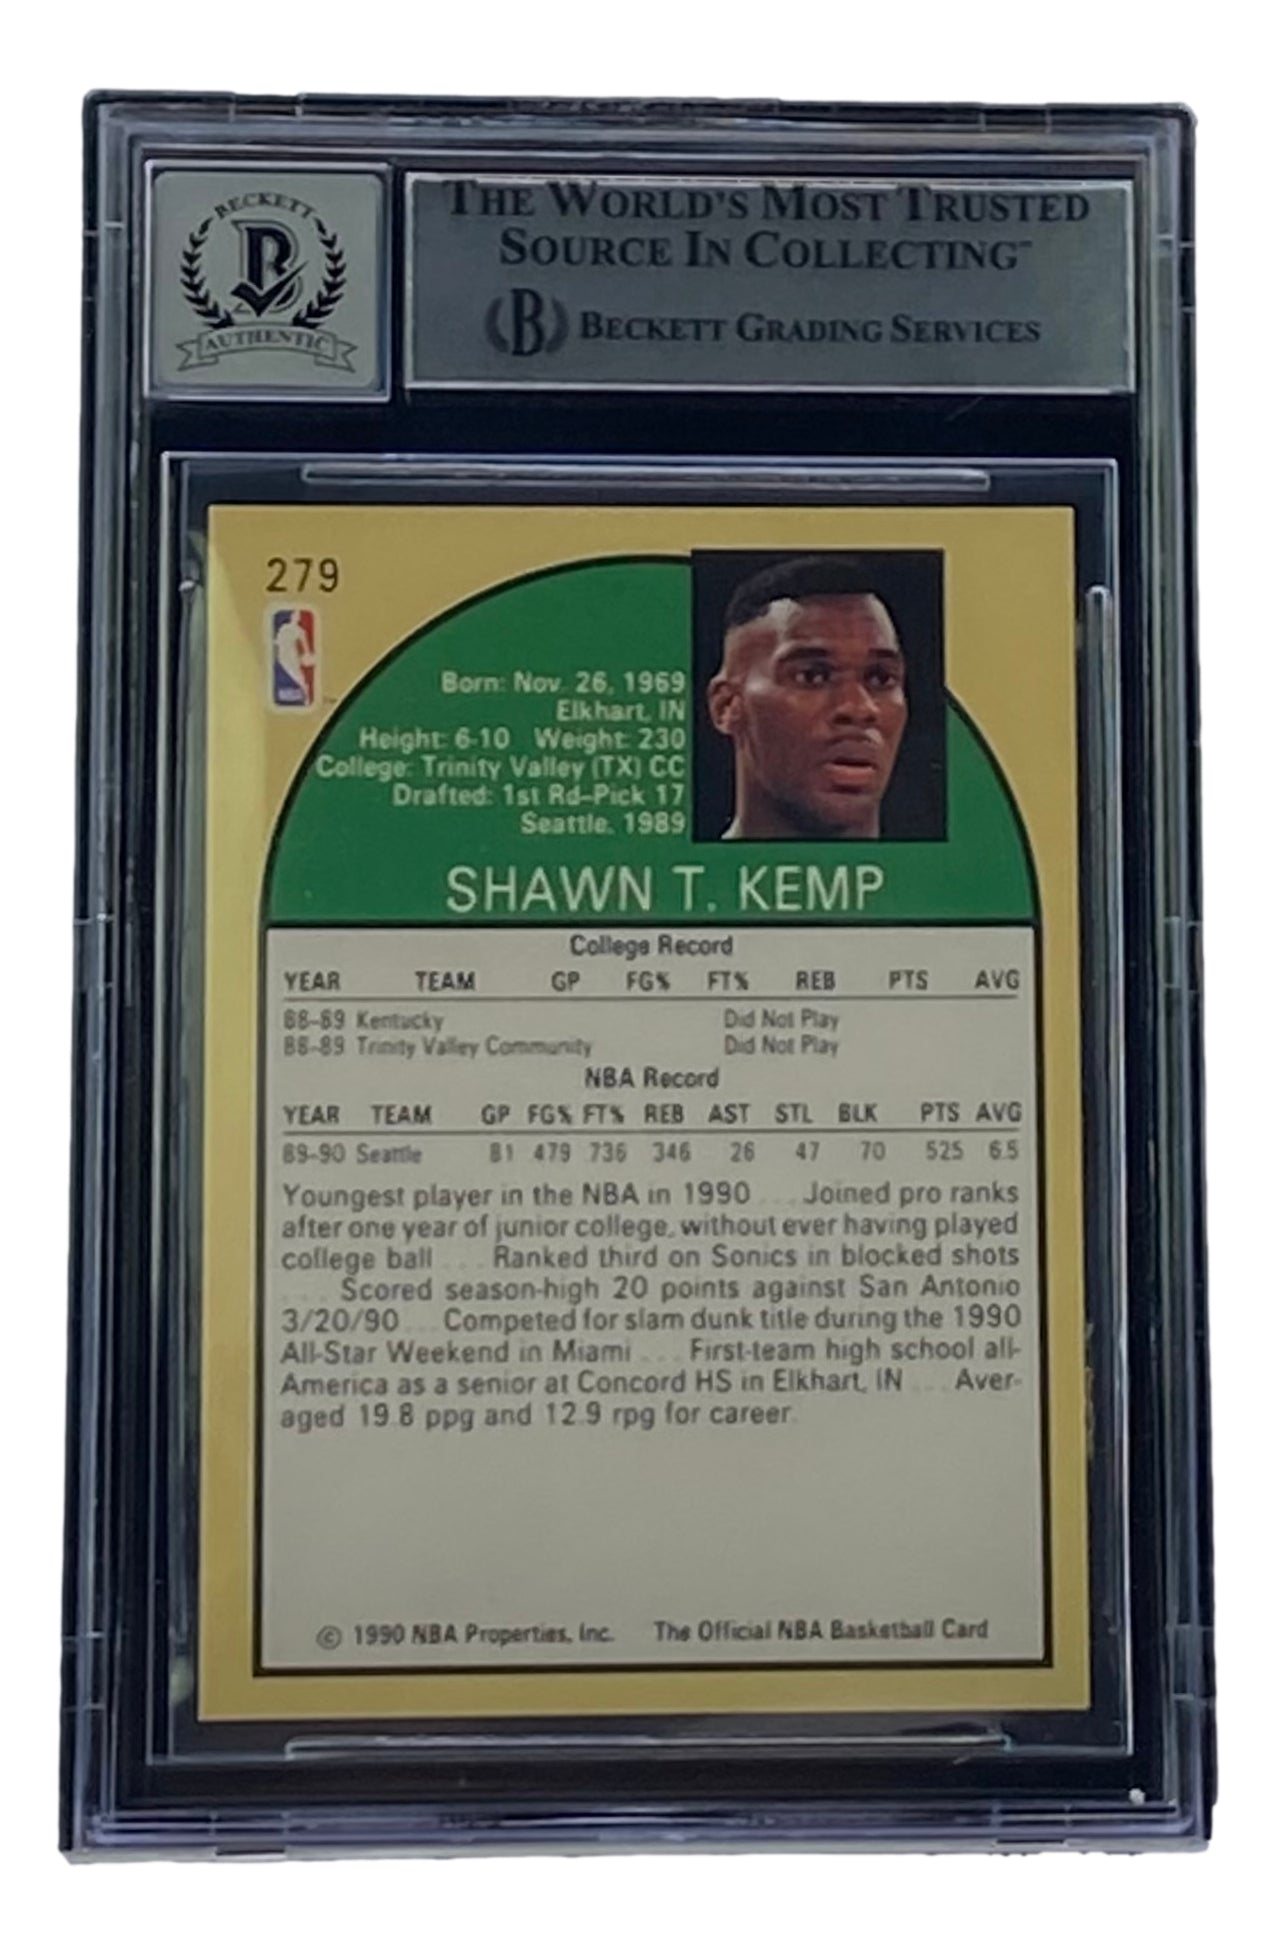 BECKETT
AUTHENTIC
THE WORLD'S MOST TRUSTED
SOURCE IN COLLECTING™
B BECKETT GRADING SERVICES
279
NBA
Born: Nov. 26, 1969
Elkhart, IN
Height: 6-10 Weight: 230
College: Trinity Valley (TX) CC
Drafted: 1st Rd-Pick 17
Seattle, 1989
SHAWN T. KEMP
College Record
YEAR TEAM GP FG% FT% REB PTS AVG
88-89 Kentucky Did Not Play
88-89 Trinity Valley Community Did Not Play
NBA Record
YEAR TEAM GP FG% FT% REB AST STL BLK PTS AVG
89-90 Seattle 81 479 736 346 26 47 70 525 6.5
Youngest player in the NBA in 1990 . . . Joined pro ranks
after one year of junior college, without ever having played
college ball . . . Ranked third on Sonics in blocked shots
. . . Scored season-high 20 points against San Antonio
3/20/90 . . . Competed for slam dunk title during the 1990
All-Star Weekend in Miami . . . First-team high school all-
America as a senior at Concord HS in Elkhart, IN . . . Aver-
aged 19.8 ppg and 12.9 rpg for career.
© 1990 NBA Properties, Inc. The Official NBA Basketball Card